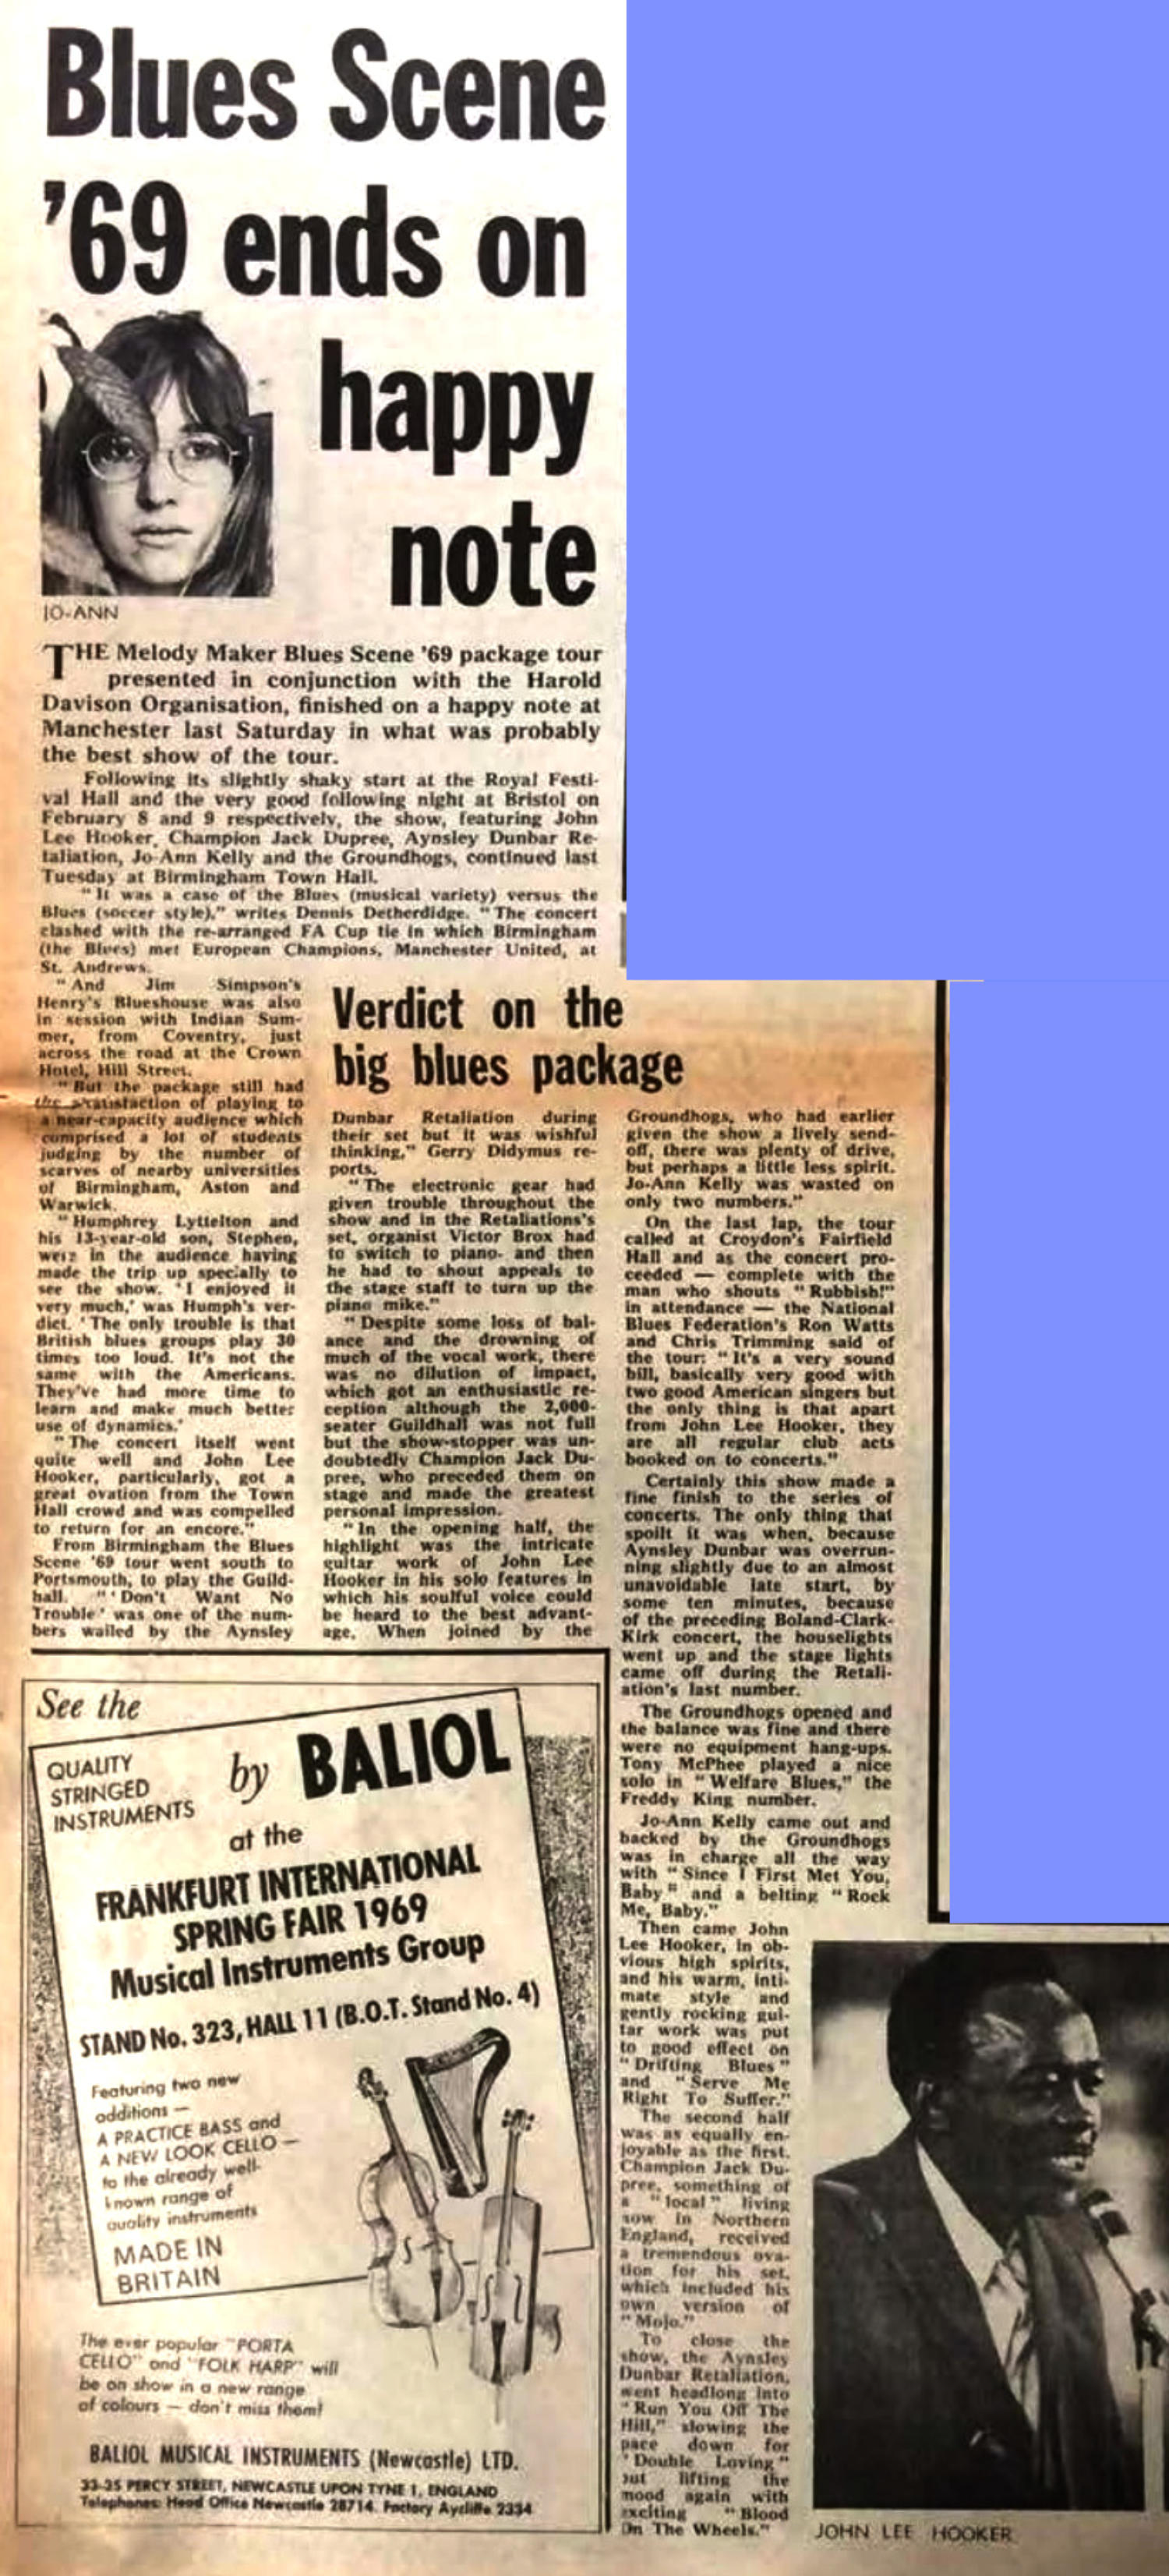 Blues Scene
'69 ends on
happy
note
JO-ANN
THE Melody Maker Blues Scene '69 package tour
presented in conjunction with the Harold
Davison Organisation, finished on a happy note at
Manchester last Saturday in what was probably
the best show of the tour.
Following its slightly shaky start at the Royal Festi-
val Hall and the very good following night at Bristol on
February 8 and 9 respectively, the show, featuring John
Lee Hooker, Champion Jack Dupree, Aynsley Dunbar Re-
taliation, Jo-Ann Kelly and the Groundhogs, continued last
Tuesday at Birmingham Town Hall.
"It was a case of the Blues (musical variety) versus the
Blues (soccer style)," writes Dennis Detherdidge. "The concert
clashed with the re-arranged FA Cup tie in which Birmingham
(the Blues) met European Champions, Manchester United, at
St. Andrews.
"And Jim Simpson's
Henry's Blueshouse was also
in session with Indian Sum-
mer, from Coventry, just
across the road at the Crown
Hotel, Hill Street.
"But the package still had
the satisfaction of playing to
a near-capacity audience which
comprised a lot of students
judging by the number of
scarves of nearby universities
of Birmingham, Aston and
Warwick.
"Humphrey Lyttelton and
his 13-year-old son, Stephen,
were in the audience having
made the trip up specially to
see the show. 'I enjoyed it
very much,' was Humph's ver-
dict. 'The only trouble is that
British blues groups play 30
times too loud. It's not the
same with the Americans.
They've had more time to
learn and make much better
use of dynamics.'
"The concert itself went
quite well and John Lee
Hooker, particularly, got a
great ovation from the Town
Hall crowd and was compelled
to return for an encore."
From Birmingham the Blues
Scene '69 tour went south to
Portsmouth, to play the Guild-
hall. "'Don't Want No
Trouble' was one of the num-
bers wailed by the Aynsley
Verdict on the
big blues package
Dunbar Retaliation during
their set but it was wishful
thinking," Gerry Didymus re-
ports.
"The electronic gear had
given trouble throughout the
show and in the Retaliations's
set, organist Victor Brox had
to switch to piano- and then
he had to shout appeals to
the stage staff to turn up the
piano mike."
"Despite some loss of bal-
ance and the drowning of
much of the vocal work, there
was no dilution of impact,
which got an enthusiastic re-
ception although the 2,000-
seater Guildhall was not full
but the show-stopper was un-
doubtedly Champion Jack Du-
pree, who preceded them on
stage and made the greatest
personal impression.
"In the opening half, the
highlight was the intricate
guitar work of John Lee
Hooker in his solo features in
which his soulful voice could
be heard to the best advant-
age. When joined by the
Groundhogs, who had earlier
given the show a lively send-
off, there was plenty of drive,
but perhaps a little less spirit.
Jo-Ann Kelly was wasted on
only two numbers."
On the last lap, the tour
called at Croydon's Fairfield
Hall and as the concert pro-
ceeded — complete with the
man who shouts "Rubbish!"
in attendance — the National
Blues Federation's Ron Watts
and Chris Trimming said of
the tour: "It's a very sound
bill, basically very good with
two good American singers but
the only thing is that apart
from John Lee Hooker, they
are all regular club acts
booked on to concerts."
Certainly this show made a
fine finish to the series of
concerts. The only thing that
spoilt it was when, because
Aynsley Dunbar was overrun-
ning slightly due to an almost
unavoidable late start, by
some ten minutes, because
of the preceding Boland-Clark-
Kirk concert, the houselights
went up and the stage lights
came off during the Retali-
ation's last number.
The Groundhogs opened and
the balance was fine and there
were no equipment hang-ups.
Tony McPhee played a nice
solo in "Welfare Blues," the
Freddy King number.
Jo-Ann Kelly came out and
backed by the Groundhogs
was in charge all the way
with "Since I First Met You,
Baby" and a belting "Rock
Me, Baby."
Then came John
Lee Hooker, in ob-
vious high spirits,
and his warm, inti-
mate style and
gently rocking gui-
tar work was put
to good effect on
"Drifting Blues"
and "Serve Me
Right To Suffer."
The second half
was as equally en-
joyable as the first.
Champion Jack Du-
pree, something of
a "local" living
now in Northern
England, received
a tremendous ova-
tion for his set,
which included his
own version of
"Mojo."
To close the
show, the Aynsley
Dunbar Retaliation,
went headlong into
"Run You Off The
Hill," slowing the
pace down for
"Double Loving"
but lifting the
mood again with
exciting "Blood
On The Wheels."
JOHN LEE HOOKER
See the
QUALITY
STRINGED
INSTRUMENTS
by BALIOL
at the
FRANKFURT INTERNATIONAL
SPRING FAIR 1969
Musical Instruments Group
STAND No. 323, HALL 11 (B.O.T. Stand No. 4)
Featuring two new
additions —
A PRACTICE BASS and
A NEW LOOK CELLO —
to the already well-
known range of
quality instruments
MADE IN
BRITAIN
The ever popular "PORTA
CELLO" and "FOLK HARP" will
be on show in a new range
of colours — don't miss them!
BALIOL MUSICAL INSTRUMENTS (Newcastle) LTD.
33-35 PERCY STREET, NEWCASTLE UPON TYNE 1, ENGLAND
Telephones: Head Office Newcastle 28714. Factory Aycliffe 2334